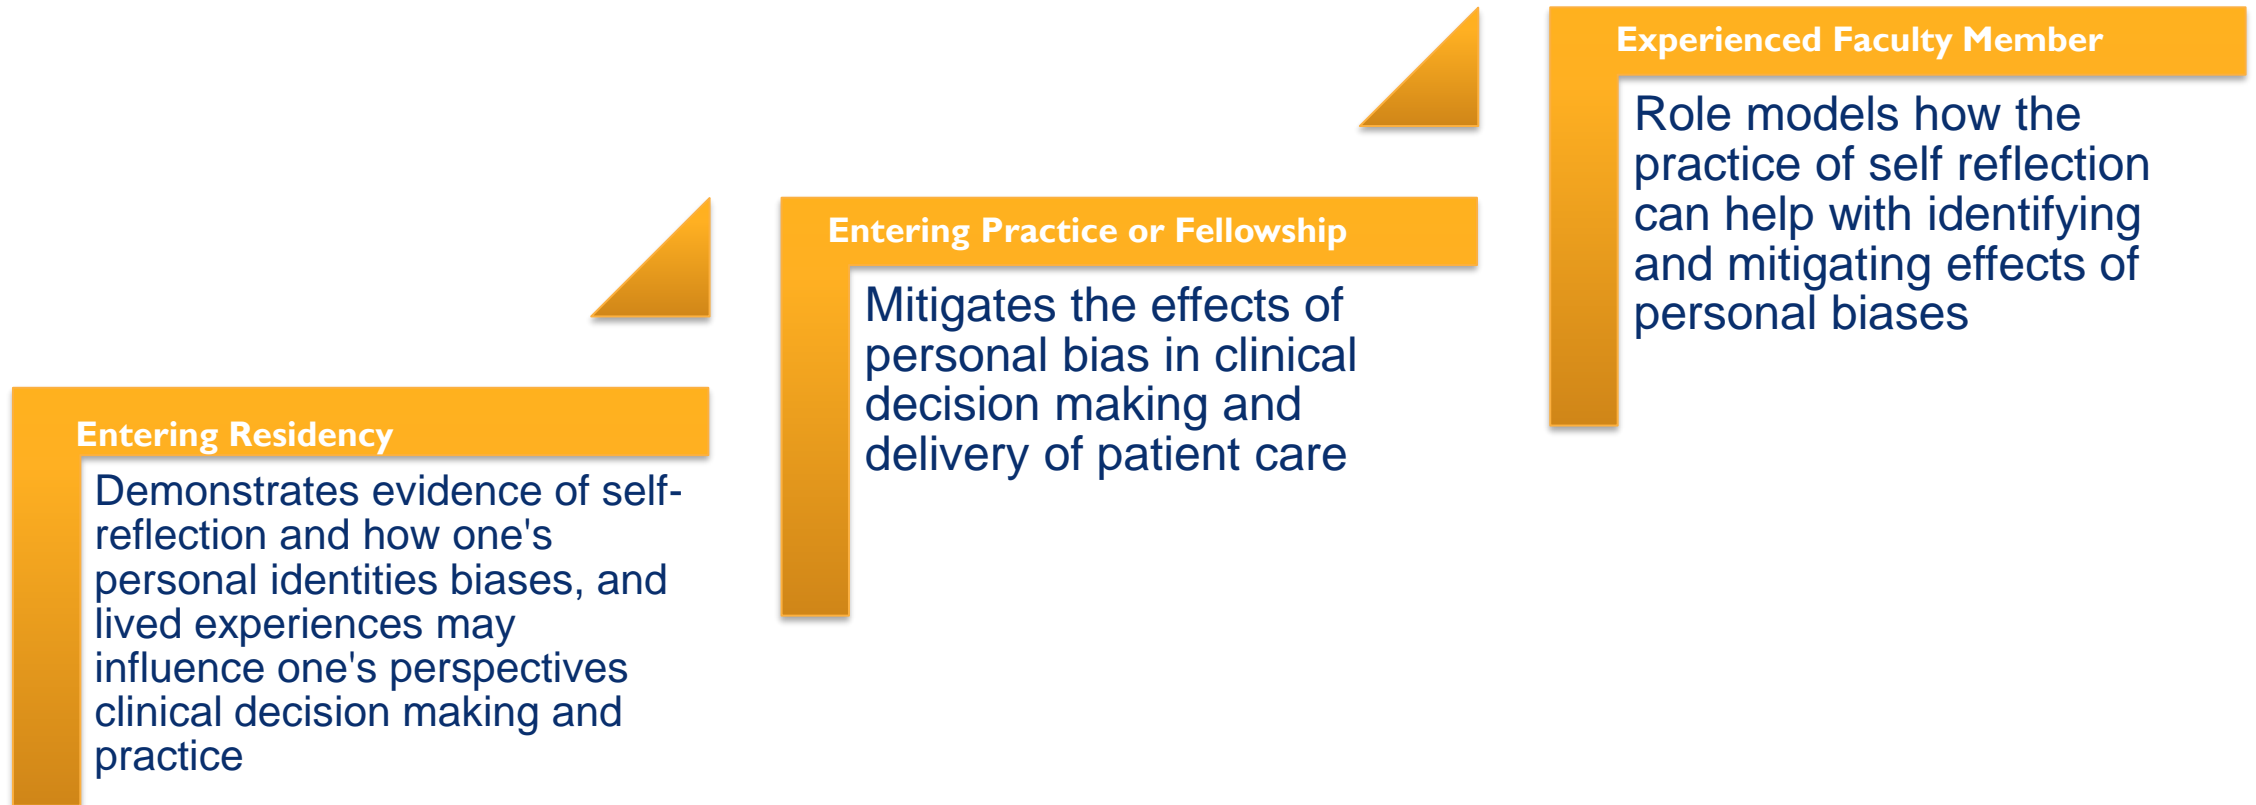 Entering Residency
Demonstrates evidence of self-
reflection and how one's
personal identities biases, and
lived experiences may
influence one's perspectives
clinical decision making and
practice
Entering Practice or Fellowship
Mitigates the effects of
personal bias in clinical
decision making and
delivery of patient care
Experienced Faculty Member
Role models how the
practice of self reflection
can help with identifying
and mitigating effects of
personal biases